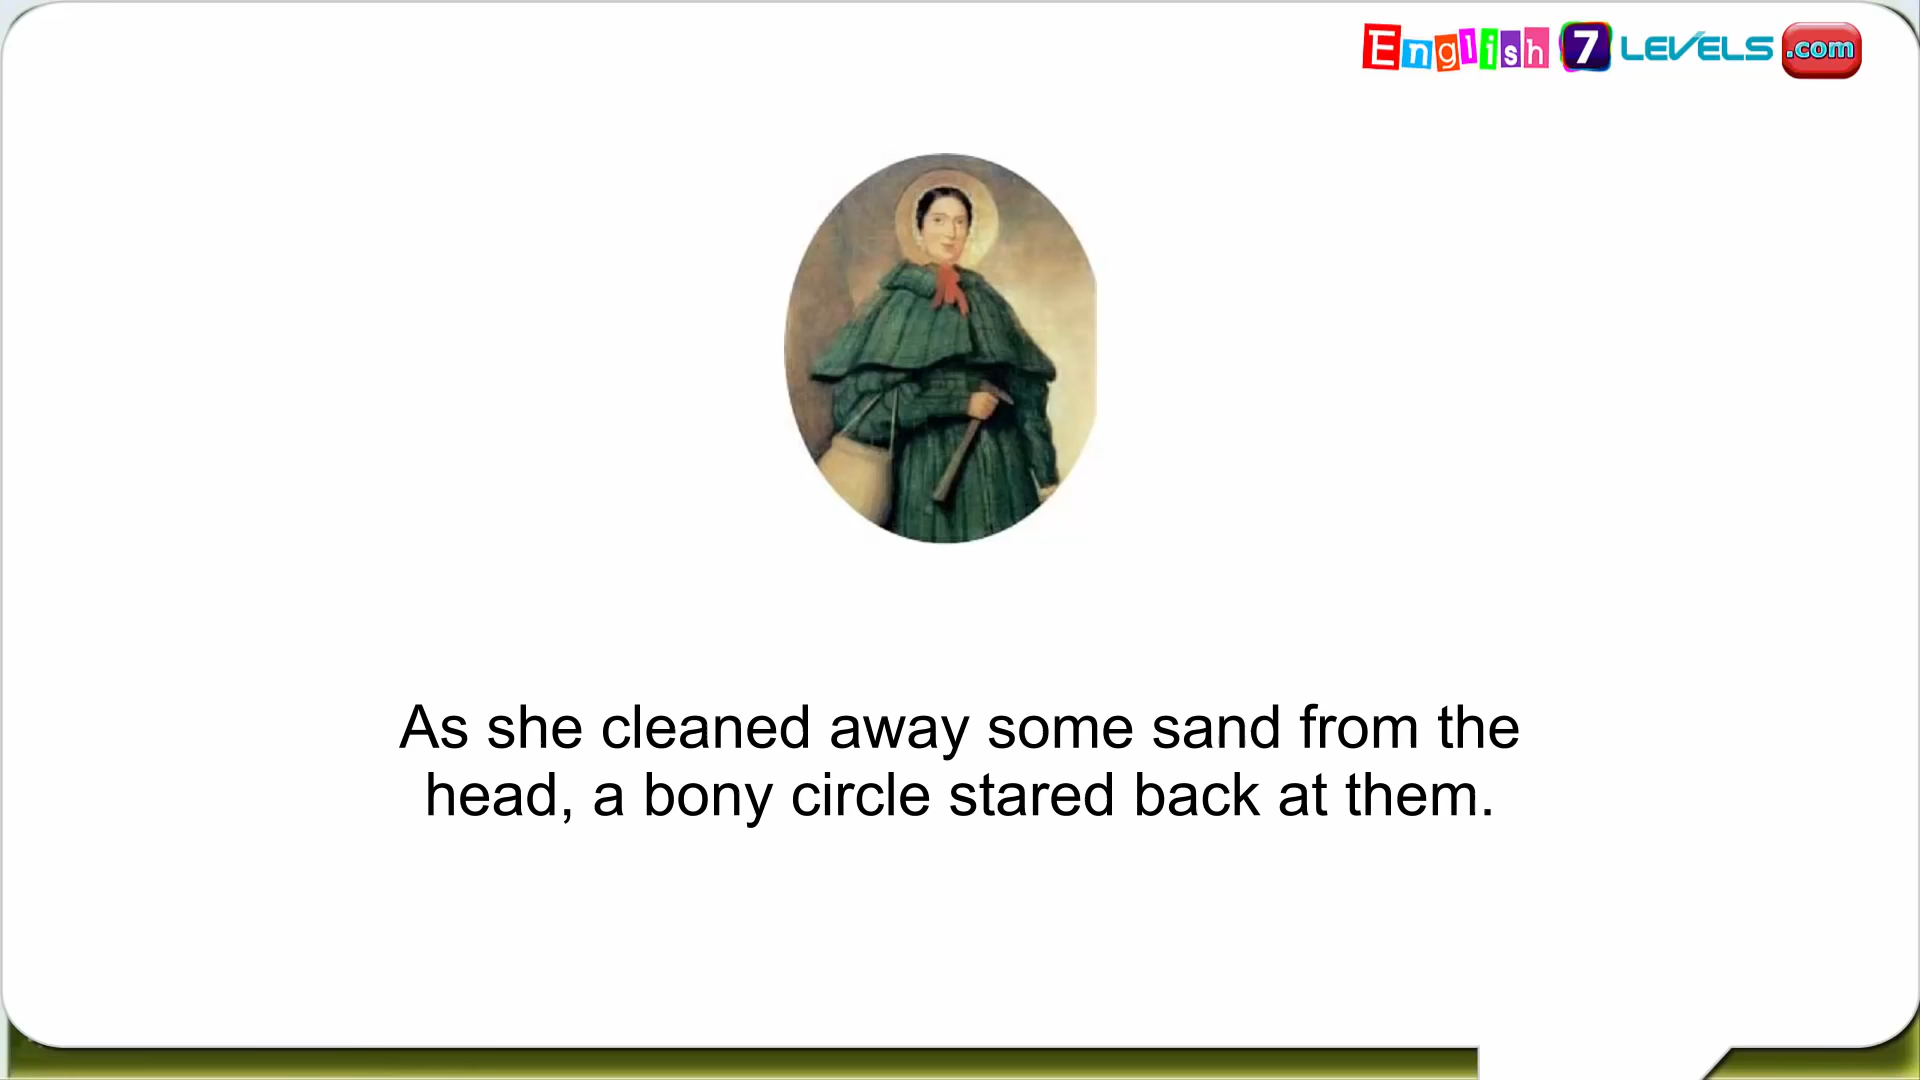 English 7 LEVELS .com
As she cleaned away some sand from the
head, a bony circle stared back at them.